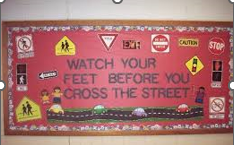 EXIT
CAUTION
STOP
WATCH YOUR
FEET BEFORE YOU
CROSS THE STREET